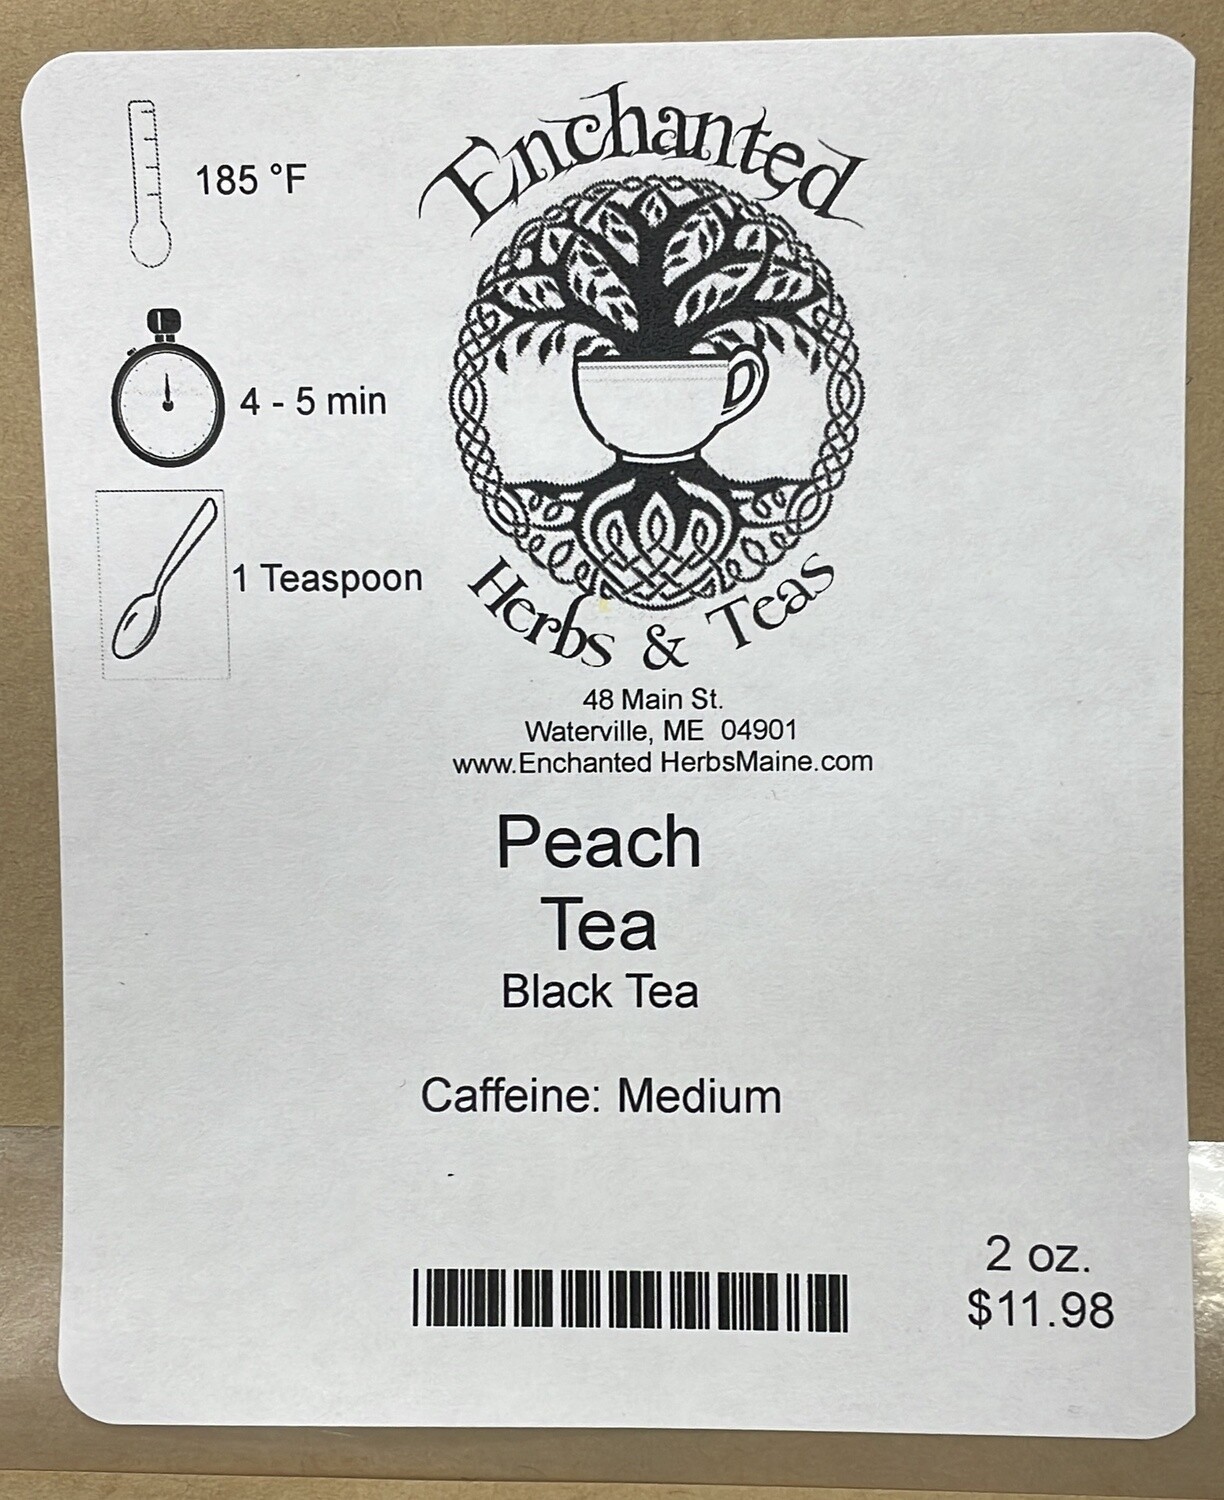 185 °F
4 - 5 min
1 Teaspoon
Enchanted
Herbs & Teas
48 Main St.
Waterville, ME  04901
www.Enchanted HerbsMaine.com
Peach
Tea
Black Tea
Caffeine: Medium
2 oz.
$11.98